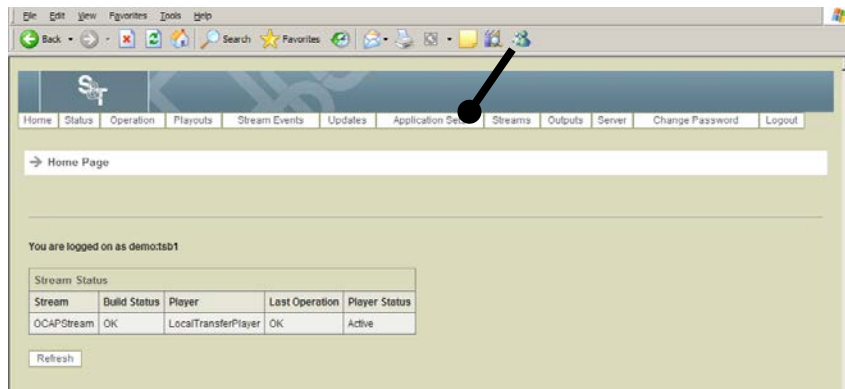 File Edit View Favorites Tools Help
Back Search Favorites
S&T
Home Status Operation Playouts Stream Events Updates Application Streams Outputs Server Change Password Logout
Home Page
You are logged on as demo:tsb1
Stream Status
Stream Build Status Player Last Operation Player Status
OCAPStream OK LocalTransferPlayer OK Active
Refresh